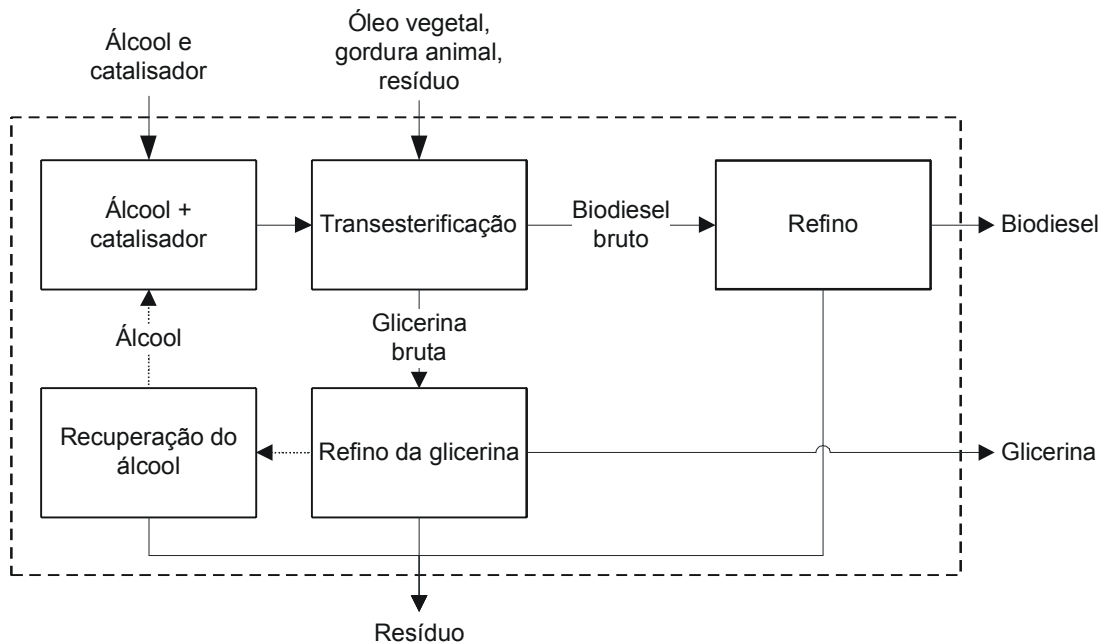 Álcool e
catalisador
Óleo vegetal,
gordura animal,
resíduo
Álcool +
catalisador
Transesterificação
Biodiesel
bruto
Refino
Biodiesel
Álcool
Glicerina
bruta
Recuperação do
álcool
Refino da glicerina
Glicerina
Resíduo